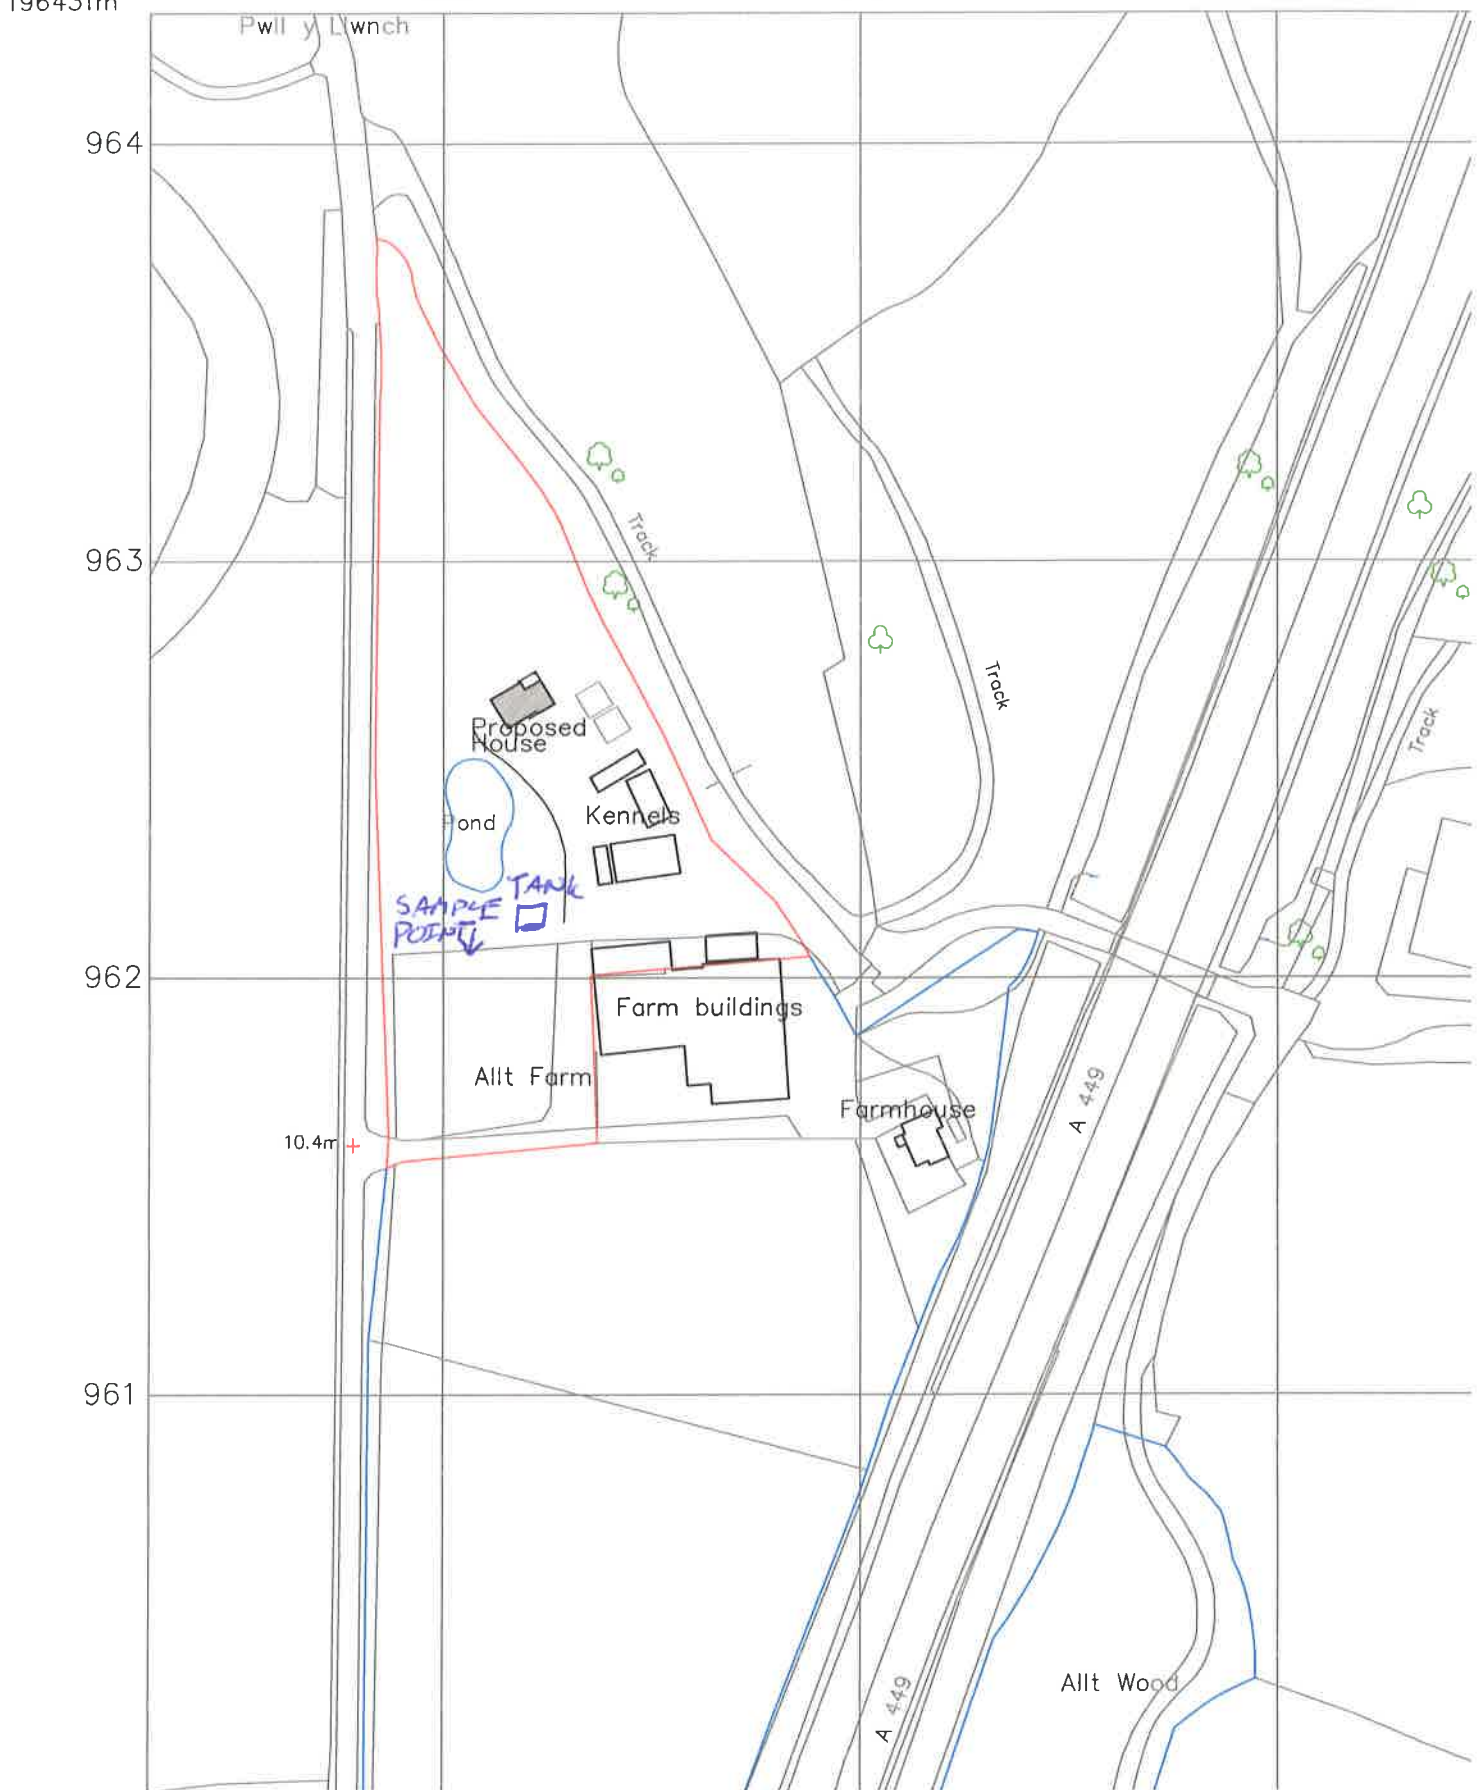 196431m
Pwll y Llwnch
964
Track
963
Track
Track
Proposed
House
Pond
Kennels
TANK
SAMPLE
POINT
962
Farm buildings
Allt Farm
A 449
Farmhouse
10.4m
961
Allt Wood
A 449